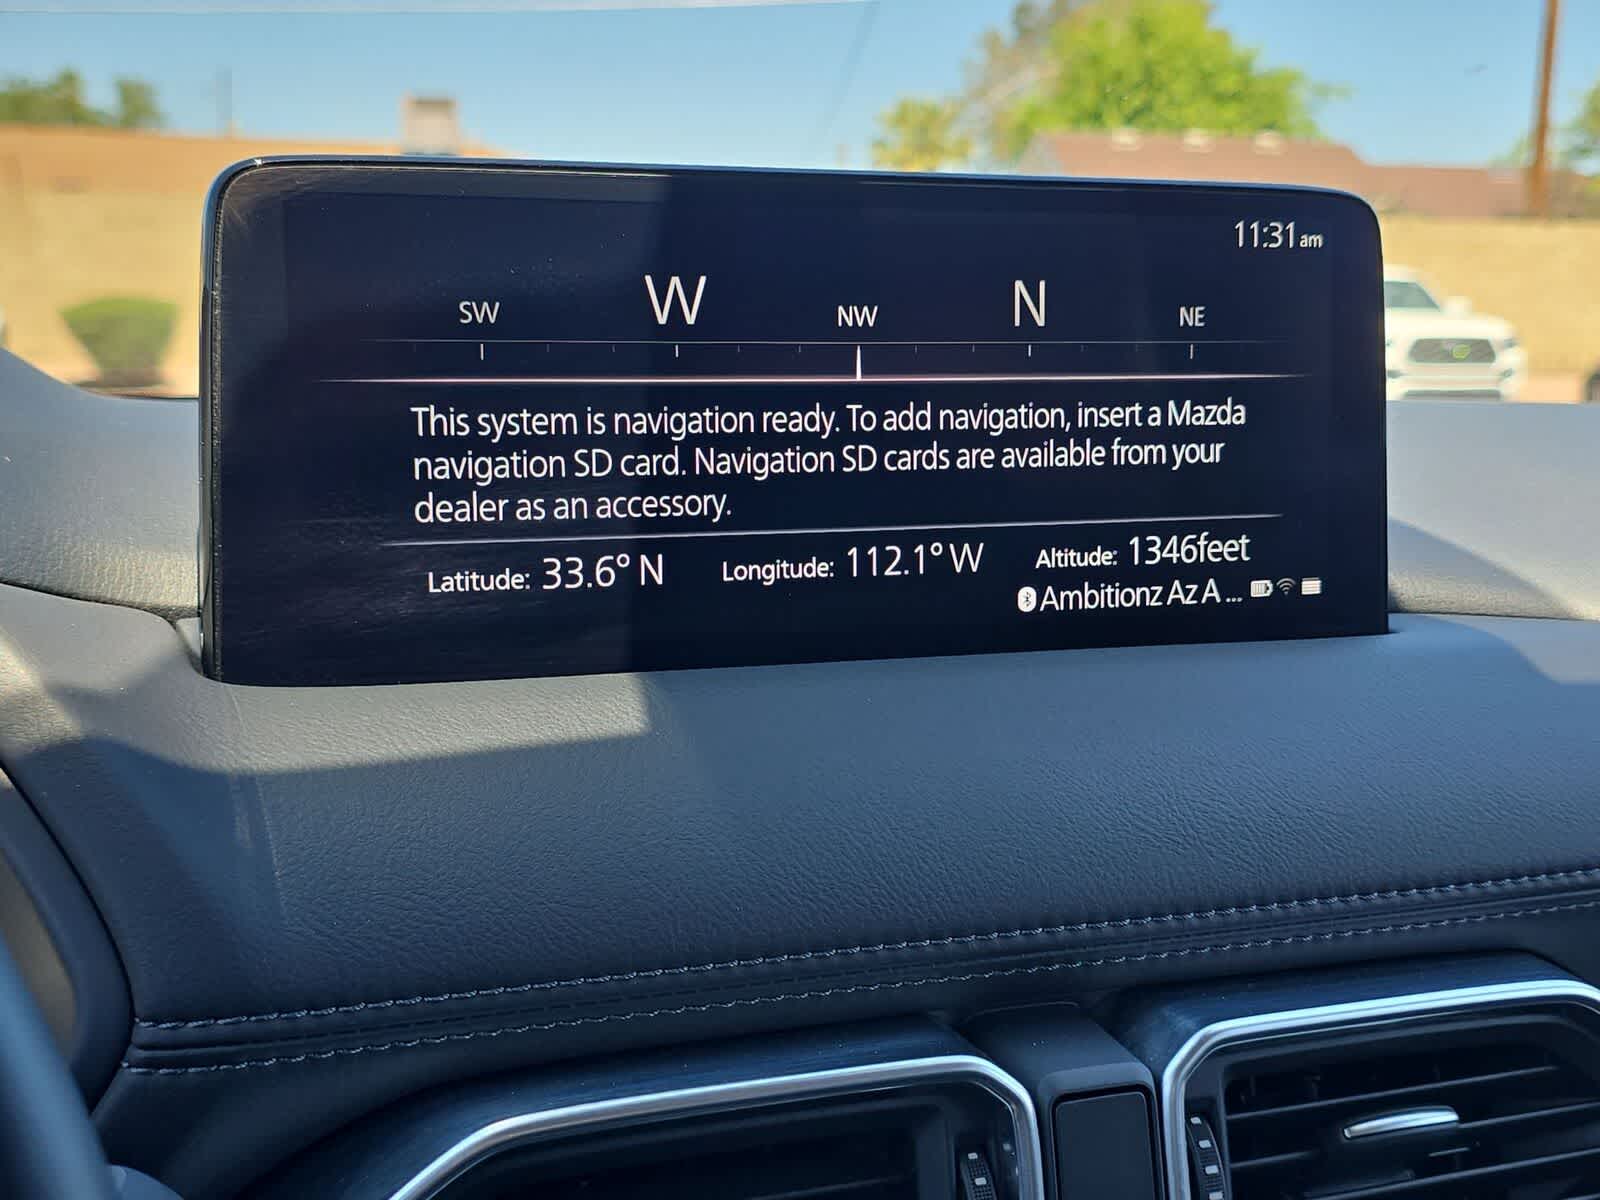 11:31am
SW W NW N NE
This system is navigation ready. To add navigation, insert a Mazda
navigation SD card. Navigation SD cards are available from your
dealer as an accessory.
Latitude: 33.6° N Longitude: 112.1° W Altitude: 1346feet
Ambitionz Az A ...